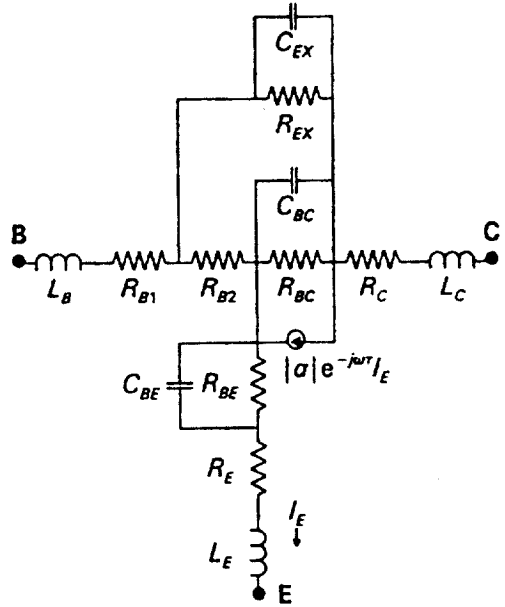 C_EX
R_EX
C_BC
B
C
L_B
R_B1
R_B2
R_BC
R_C
L_C
|α|e^-jωτ I_E
C_BE
R_BE
R_E
I_E
L_E
E